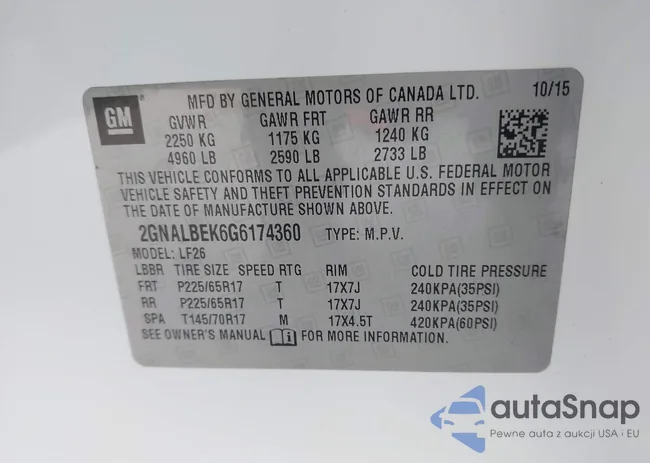 GM
MFD BY GENERAL MOTORS OF CANADA LTD. 10/15
GVWR GAWR FRT GAWR RR
2250 KG 1175 KG 1240 KG
4960 LB 2590 LB 2733 LB
THIS VEHICLE CONFORMS TO ALL APPLICABLE U.S. FEDERAL MOTOR
VEHICLE SAFETY AND THEFT PREVENTION STANDARDS IN EFFECT ON
THE DATE OF MANUFACTURE SHOWN ABOVE.
2GNALBEK6G6174360 TYPE: M.P.V.
MODEL: LF26
LBBR TIRE SIZE SPEED RTG RIM COLD TIRE PRESSURE
FRT P225/65R17 T 17X7J 240KPA(35PSI)
RR P225/65R17 T 17X7J 240KPA(35PSI)
SPA T145/70R17 M 17X4.5T 420KPA(60PSI)
SEE OWNER'S MANUAL FOR MORE INFORMATION.
autaSnap
Pewne auta z aukcji USA i EU